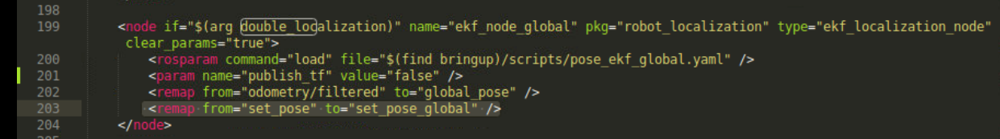 198
199 <node if="$(arg double_localization)" name="ekf_node_global" pkg="robot_localization" type="ekf_localization_node"
clear_params="true">
200 <rosparam command="load" file="$(find bringup)/scripts/pose_ekf_global.yaml" />
201 <param name="publish_tf" value="false" />
202 <remap from="odometry/filtered" to="global_pose" />
203 <remap from="set_pose" to="set_pose_global" />
204 </node>